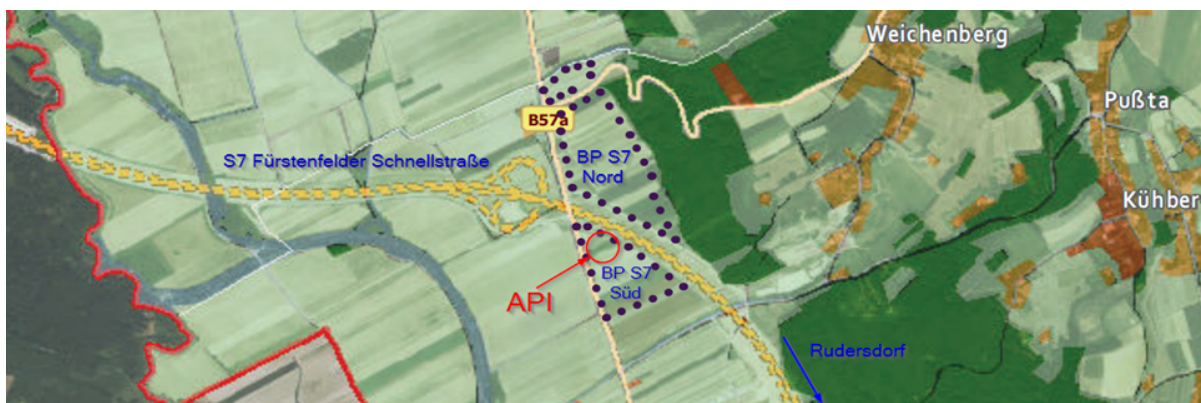 Weichenberg
Pußta
B57a
S7 Fürstenfelder Schnellstraße
BP S7
Nord
Kühber
BP S7
Süd
API
Rudersdorf